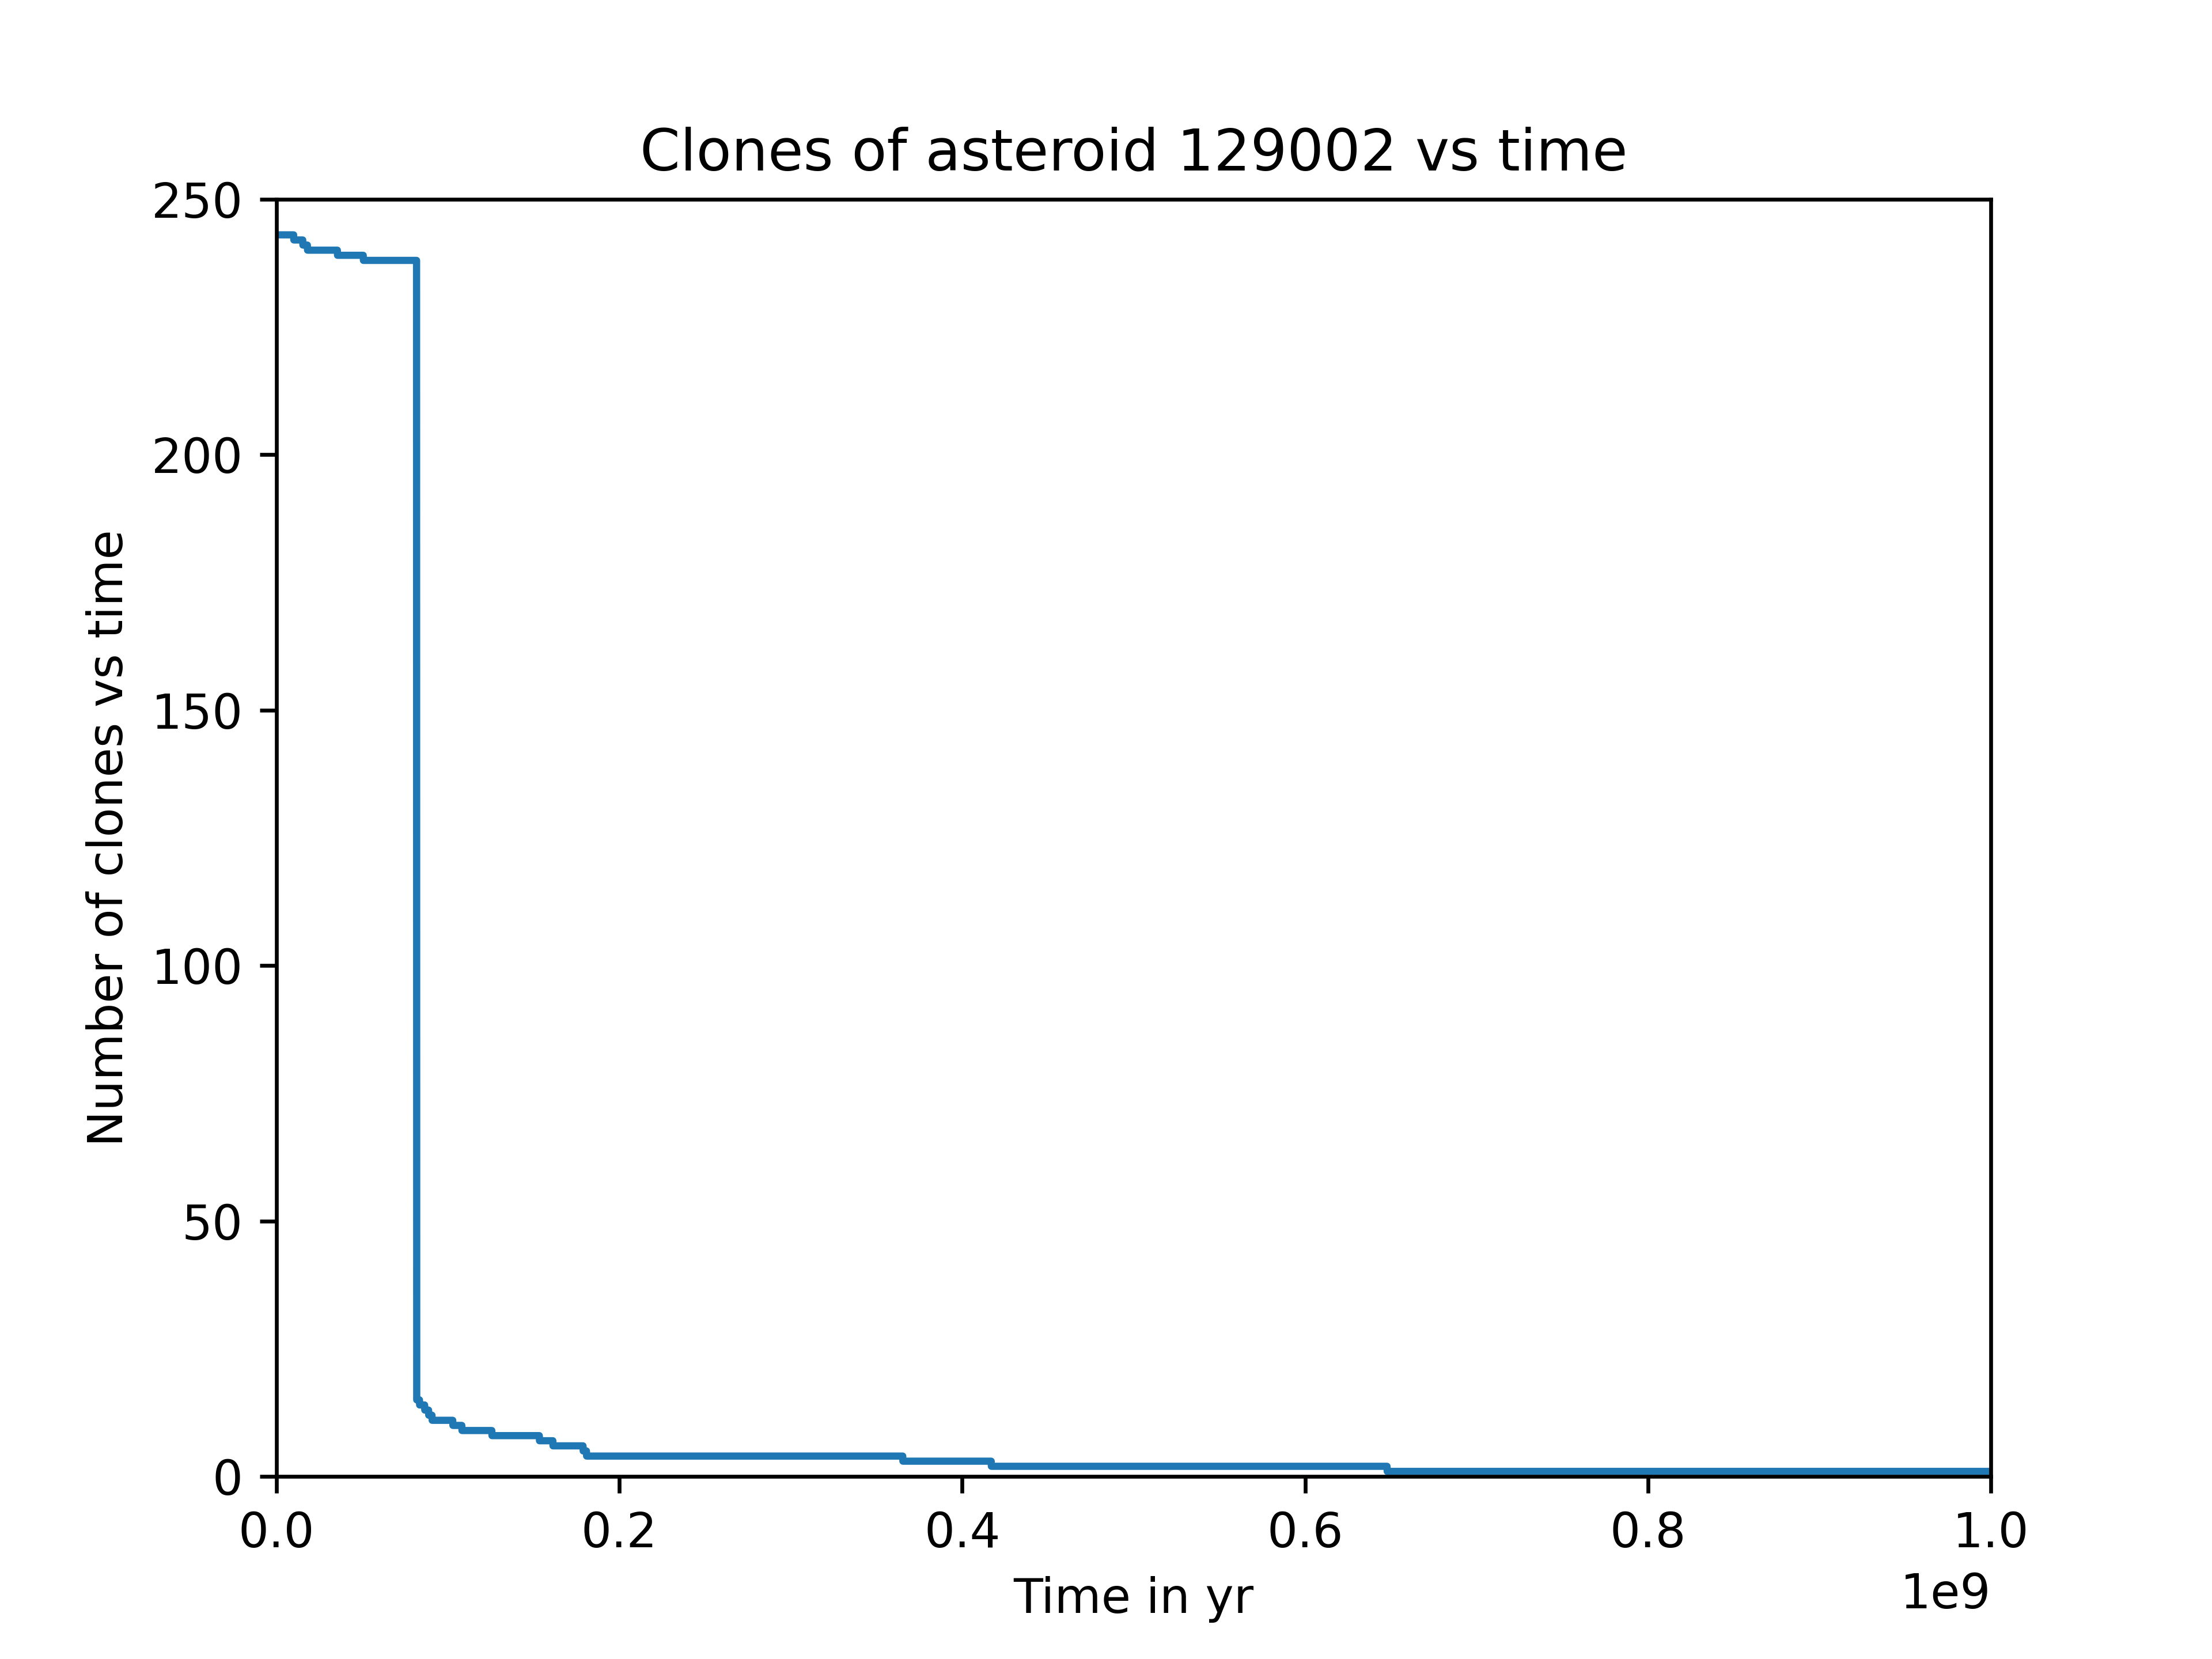 Clones of asteroid 129002 vs time
250
200
150
100
50
0
Number of clones vs time
0.0 0.2 0.4 0.6 0.8 1.0
1e9
Time in yr